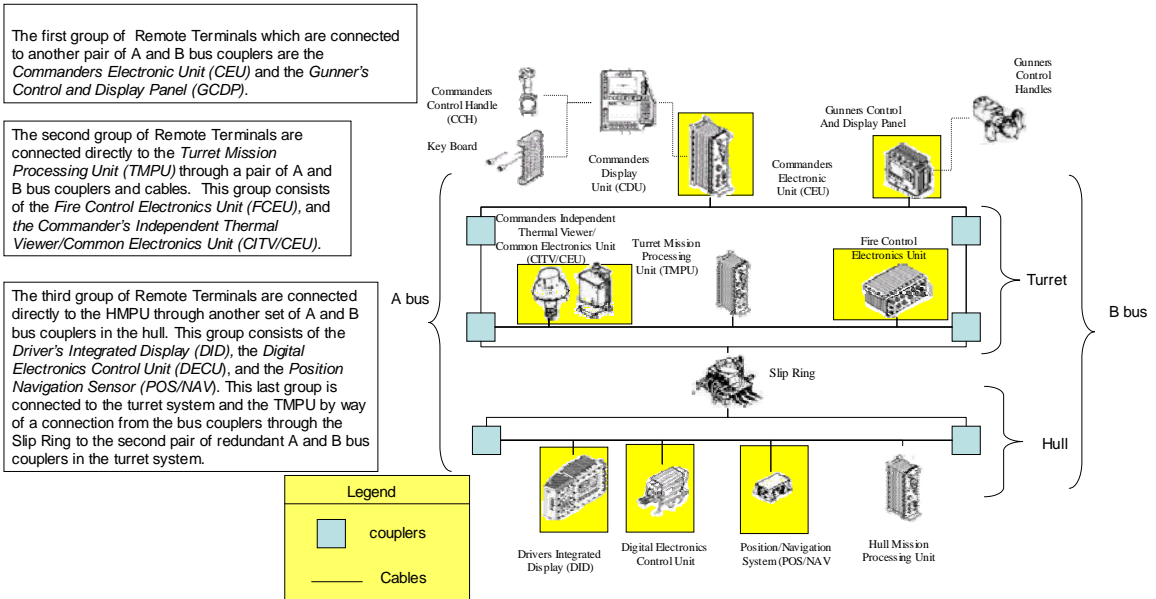 The first group of Remote Terminals which are connected
to another pair of A and B bus couplers are the
Commanders Electronic Unit (CEU) and the Gunner's
Control and Display Panel (GCDP).
The second group of Remote Terminals are
connected directly to the Turret Mission
Processing Unit (TMPU) through a pair of A and
B bus couplers and cables. This group consists
of the Fire Control Electronics Unit (FCEU), and
the Commander's Independent Thermal
Viewer/Common Electronics Unit (CITV/CEU).
The third group of Remote Terminals are connected
directly to the HMPU through another set of A and B
bus couplers in the hull. This group consists of the
Driver's Integrated Display (DID), the Digital
Electronics Control Unit (DECU), and the Position
Navigation Sensor (POS/NAV). This last group is
connected to the turret system and the TMPU by way
of a connection from the bus couplers through the
Slip Ring to the second pair of redundant A and B bus
couplers in the turret system.
Legend
couplers
Cables
A bus
Commanders
Control Handle
(CCH)
Key Board
Commanders
Display
Unit (CDU)
Commanders
Electronic
Unit (CEU)
Gunners Control
And Display Panel
Gunners
Control
Handles
Commanders Independent
Thermal Viewer/
Common Electronics Unit
(CITV/CEU)
Turret Mission
Processing
Unit (TMPU)
Fire Control
Electronics Unit
Turret
B bus
Slip Ring
Hull
Drivers Integrated
Display (DID)
Digital Electronics
Control Unit
Position/Navigation
System (POS/NAV
Hull Mission
Processing Unit